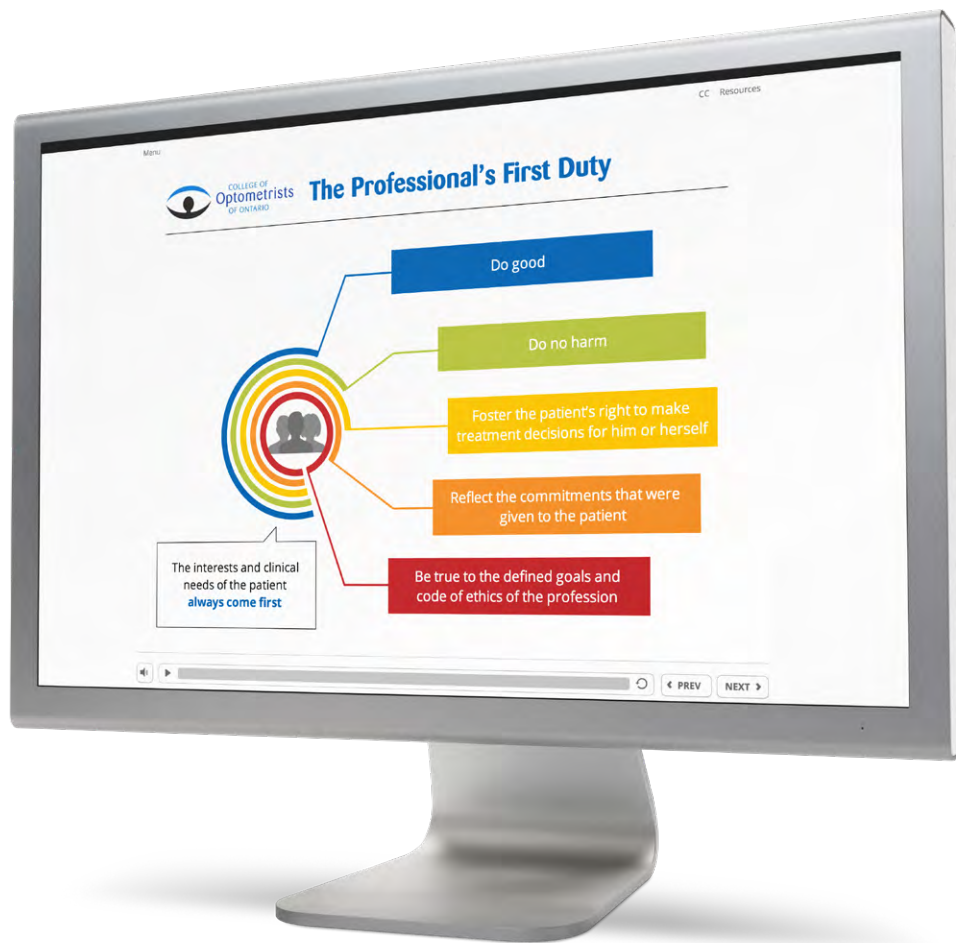 CC Resources
Menu
COLLEGE OF
Optometrists
OF ONTARIO
The Professional's First Duty
Do good
Do no harm
Foster the patient's right to make
treatment decisions for him or herself
Reflect the commitments that were
given to the patient
Be true to the defined goals and
code of ethics of the profession
The interests and clinical
needs of the patient
always come first
PREV
NEXT